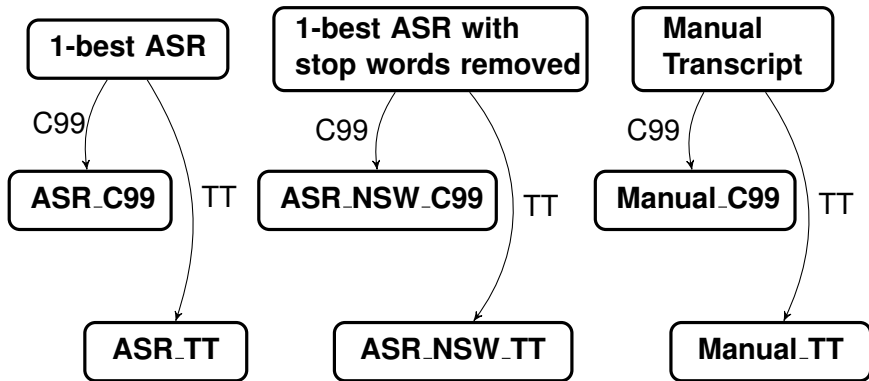 1-best ASR
1-best ASR with
stop words removed
Manual
Transcript
C99
C99
C99
ASR_C99
TT
ASR_NSW_C99
TT
Manual_C99
TT
ASR_TT
ASR_NSW_TT
Manual_TT